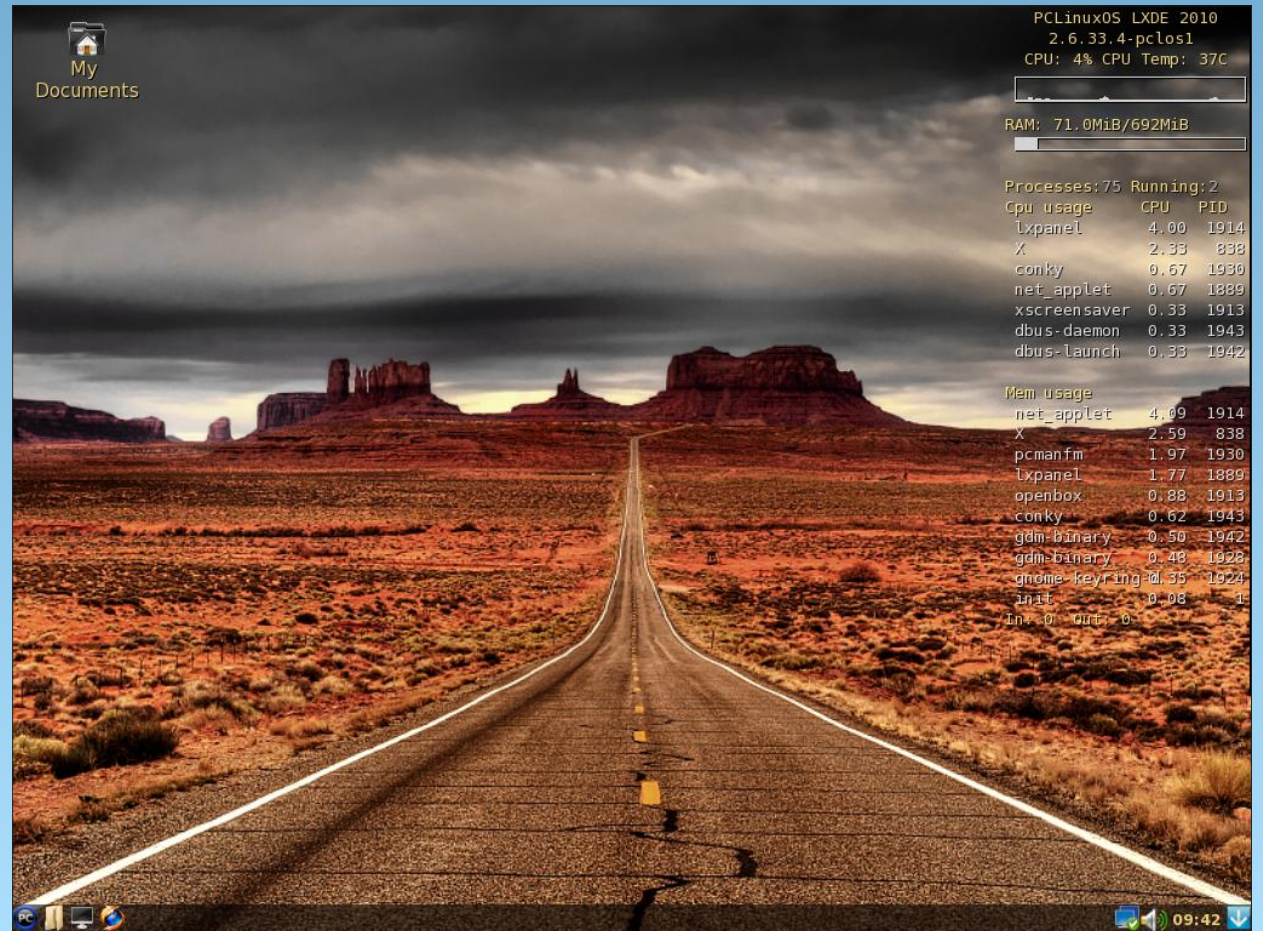 My
Documents
PCLinuxOS LXDE 2010
2.6.33.4-pclos1
CPU: 4% CPU Temp: 37C
RAM: 71.0MiB/692MiB
Processes:75 Running:2
Cpu usage CPU PID
lxpanel 4.00 1914
X 2.33 838
conky 0.67 1930
net_applet 0.67 1889
xscreensaver 0.33 1913
dbus-daemon 0.33 1943
dbus-launch 0.33 1942
Mem usage
net_applet 4.09 1914
X 2.59 838
pcmanfm 1.97 1930
lxpanel 1.77 1889
openbox 0.88 1913
conky 0.62 1943
gdm-binary 0.50 1942
gdm-binary 0.48 1928
gnome-keyring-d0.35 1924
init 0.08 1
In: 0 Out: 0
PC
09:42